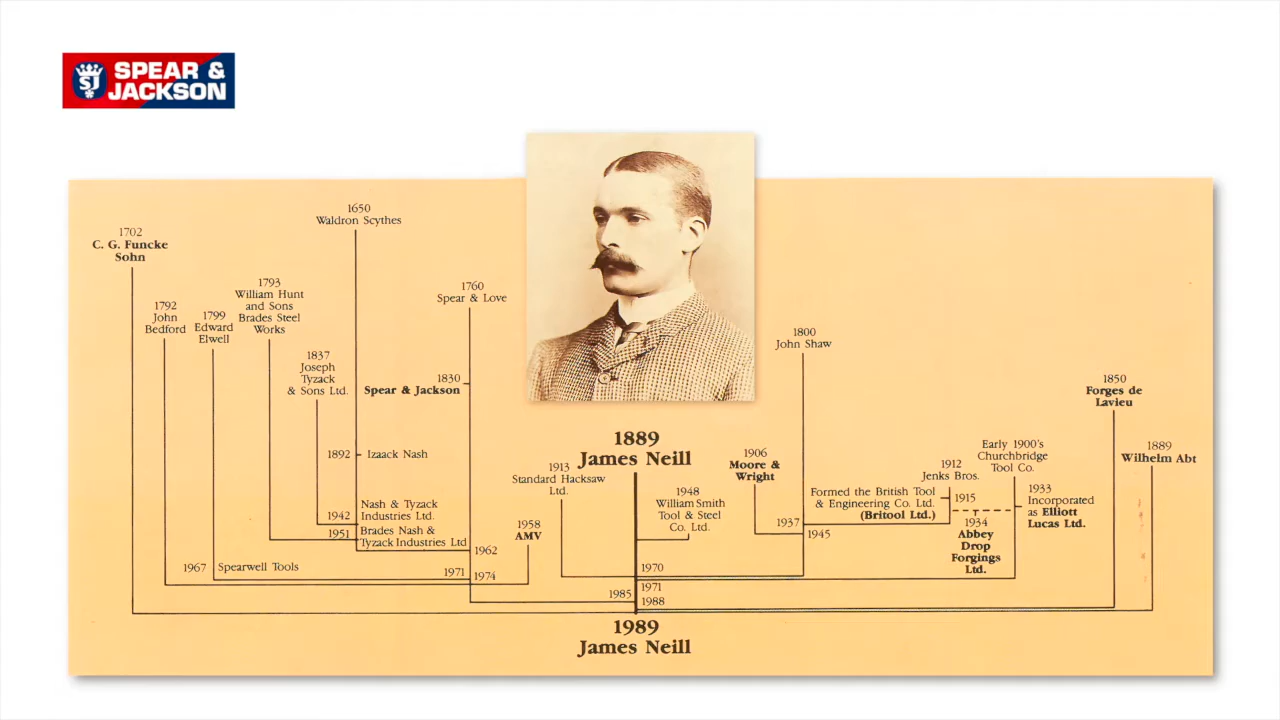 SPEAR &
JACKSON
SJ
1650
Waldron Scythes
1702
C. G. Funcke
Sohn
1792
John
Bedford
1799
Edward
Elwell
1793
William Hunt
and Sons
Brades Steel
Works
1837
Joseph
Tyzack
& Sons Ltd.
1760
Spear & Love
1830
Spear & Jackson
1892
Izaack Nash
1942
Nash & Tyzack
Industries Ltd.
1951
Brades Nash &
Tyzack Industries Ltd
1962
1967
Spearwell Tools
1971
1974
1958
AMV
1913
Standard Hacksaw
Ltd.
1889
James Neill
1948
William Smith
Tool & Steel
Co. Ltd.
1906
Moore &
Wright
1800
John Shaw
1937
1945
Formed the British Tool
& Engineering Co. Ltd.
(Britool Ltd.)
1912
Jenks Bros.
1915
1934
Abbey
Drop
Forgings
Ltd.
Early 1900's
Churchbridge
Tool Co.
1933
Incorporated
as Elliott
Lucas Ltd.
1850
Forges de
Lavieu
1889
Wilhelm Abt
1970
1971
1985
1988
1989
James Neill